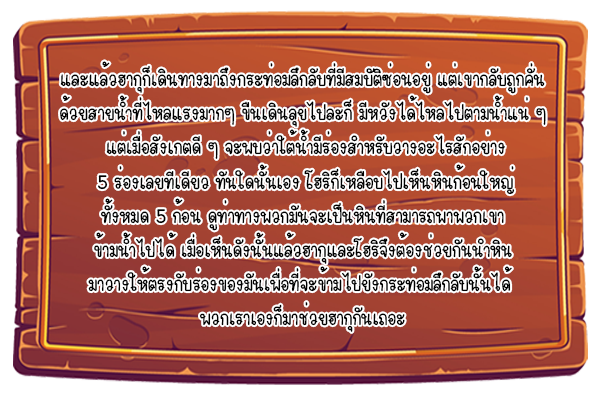 และแล้วฮากุก็เดินทางมาถึงกระท่อมลึกลับที่มีสมบัติซ่อนอยู่ แต่เขากลับถูกคั่น
ด้วยสายน้ำที่ไหลแรงมากๆ ขืนเดินลุยไปละก็ มีหวังได้ไหลไปตามน้ำแน่ ๆ
แต่เมื่อสังเกตดี ๆ จะพบว่าใต้น้ำมีร่องสำหรับวางอะไรสักอย่าง
5 ร่องเลยทีเดียว ทันใดนั้นเอง โฮริก็เหลือบไปเห็นหินก้อนใหญ่
ทั้งหมด 5 ก้อน ดูท่าทางพวกมันจะเป็นหินที่สามารถพาพวกเขา
ข้ามน้ำไปได้ เมื่อเห็นดังนั้นแล้วฮากุและโฮริจึงต้องช่วยกันนำหิน
มาวางให้ตรงกับร่องของมันเพื่อที่จะข้ามไปยังกระท่อมลึกลับนั้นได้
พวกเราเองก็มาช่วยฮากุกันเถอะ